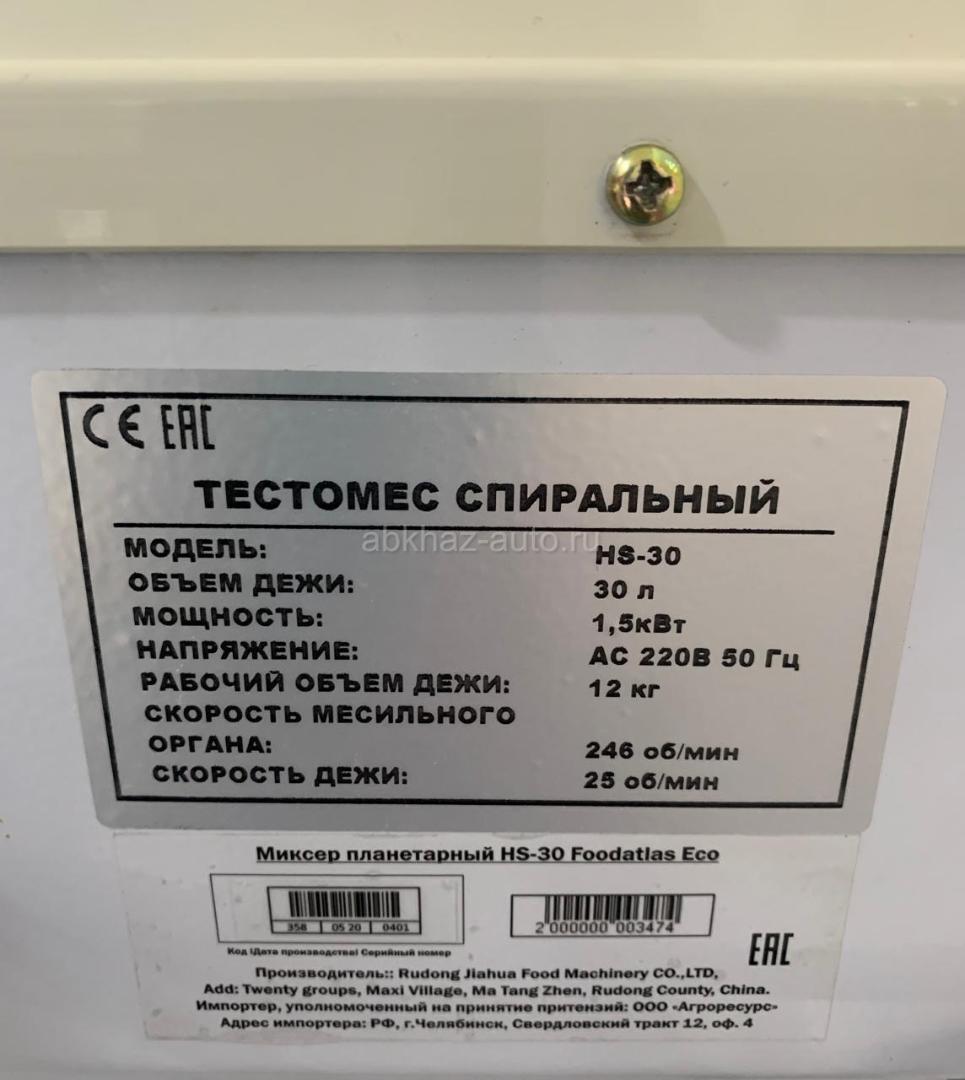 CE EAC
ТЕСТОМЕС СПИРАЛЬНЫЙ
abkhaz-auto.ru
МОДЕЛЬ: HS-30
ОБЪЕМ ДЕЖИ: 30 л
МОЩНОСТЬ: 1,5кВт
НАПРЯЖЕНИЕ: AC 220В 50 Гц
РАБОЧИЙ ОБЪЕМ ДЕЖИ: 12 кг
СКОРОСТЬ МЕСИЛЬНОГО
ОРГАНА: 246 об/мин
СКОРОСТЬ ДЕЖИ: 25 об/мин
Миксер планетарный HS-30 Foodatlas Eco
358 05 20 0401
2 000000 003474
Код |Дата производства| Серийный номер
EAC
Производитель:: Rudong Jiahua Food Machinery CO.,LTD,
Add: Twenty groups, Maxi Village, Ma Tang Zhen, Rudong County, China.
Импортер, уполномоченный на принятие притензий: ООО «Агроресурс»
Адрес импортера: РФ, г.Челябинск, Свердловский тракт 12, оф. 4